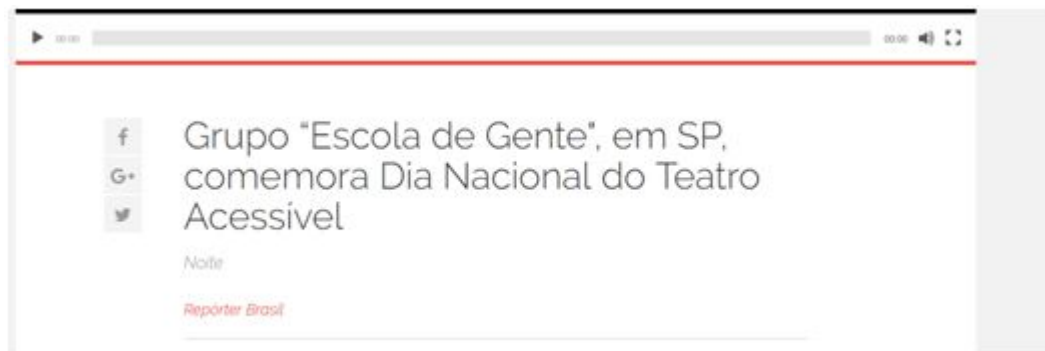 00:00 00:00
f
G+
Grupo "Escola de Gente", em SP,
comemora Dia Nacional do Teatro
Acessível
Noite
Repórter Brasil